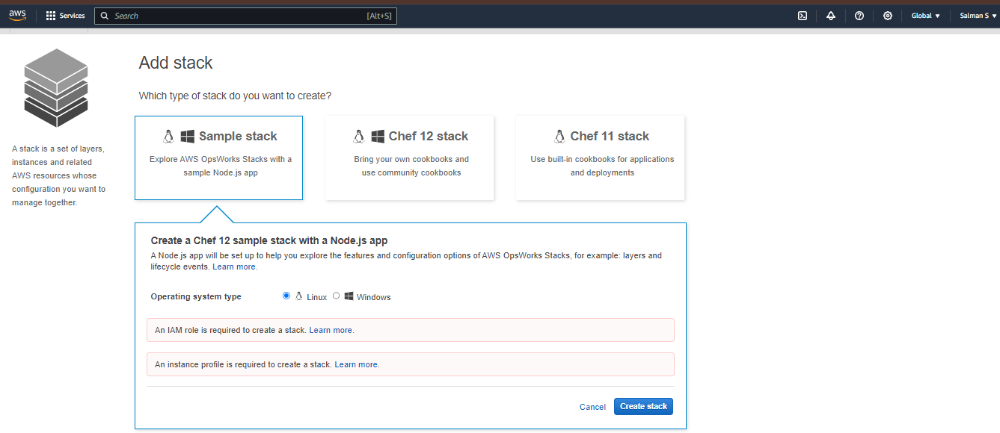 aws
Services
Search [Alt+S]
Global
Salman S
Add stack
Which type of stack do you want to create?
A stack is a set of layers,
instances and related
AWS resources whose
configuration you want to
manage together.
Sample stack
Explore AWS OpsWorks Stacks with a
sample Node.js app
Chef 12 stack
Bring your own cookbooks and
use community cookbooks
Chef 11 stack
Use built-in cookbooks for applications
and deployments
Create a Chef 12 sample stack with a Node.js app
A Node.js app will be set up to help you explore the features and configuration options of AWS OpsWorks Stacks, for example: layers and
lifecycle events. Learn more.
Operating system type Linux Windows
An IAM role is required to create a stack. Learn more.
An instance profile is required to create a stack. Learn more.
Cancel Create stack